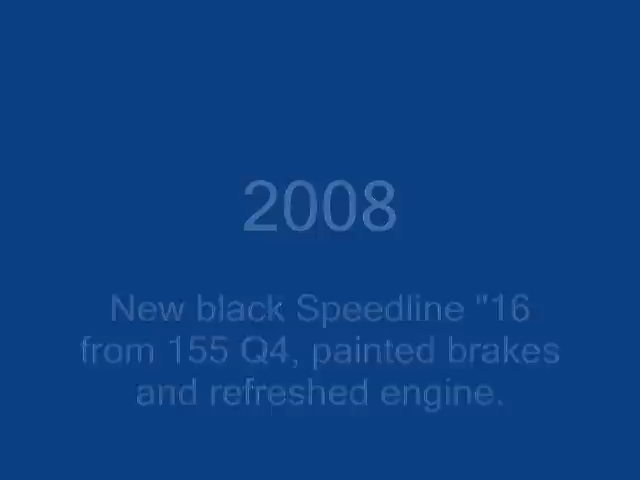 2008
New black Speedline "16
from 155 Q4, painted brakes
and refreshed engine.